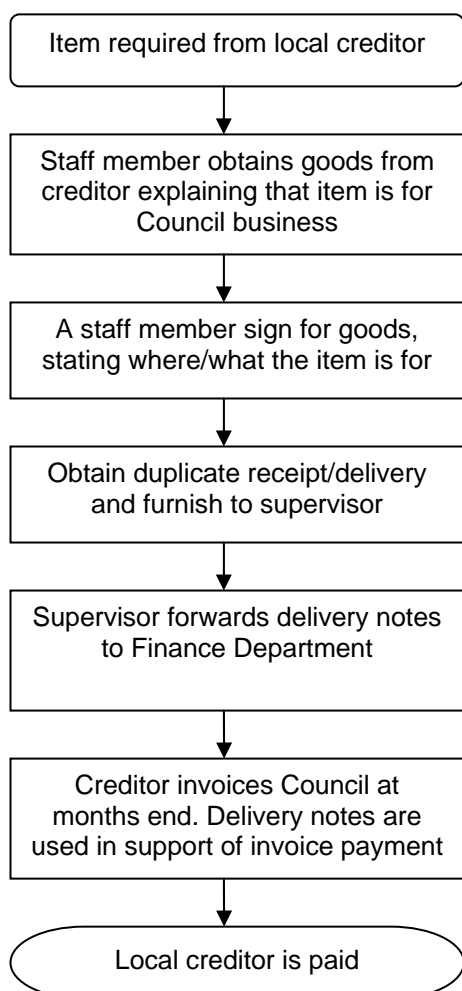 Item required from local creditor
Staff member obtains goods from
creditor explaining that item is for
Council business
A staff member sign for goods,
stating where/what the item is for
Obtain duplicate receipt/delivery
and furnish to supervisor
Supervisor forwards delivery notes
to Finance Department
Creditor invoices Council at
months end. Delivery notes are
used in support of invoice payment
Local creditor is paid